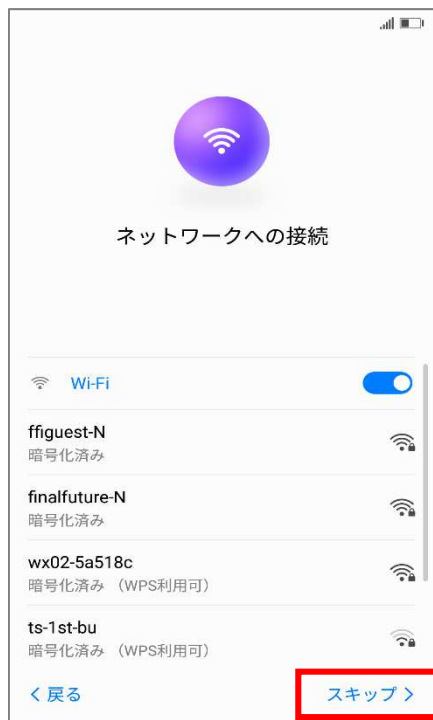 ネットワークへの接続
Wi-Fi
ffiguest-N
暗号化済み
finalfuture-N
暗号化済み
wx02-5a518c
暗号化済み （WPS利用可）
ts-1st-bu
暗号化済み （WPS利用可）
< 戻る スキップ >